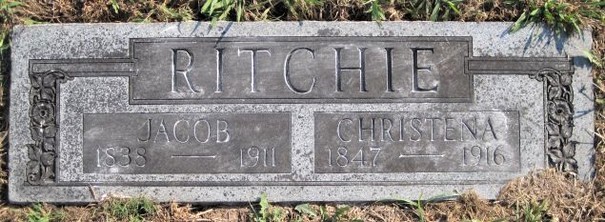 RITCHIE
JACOB
1838 — 1911
CHRISTENA
1847 — 1916